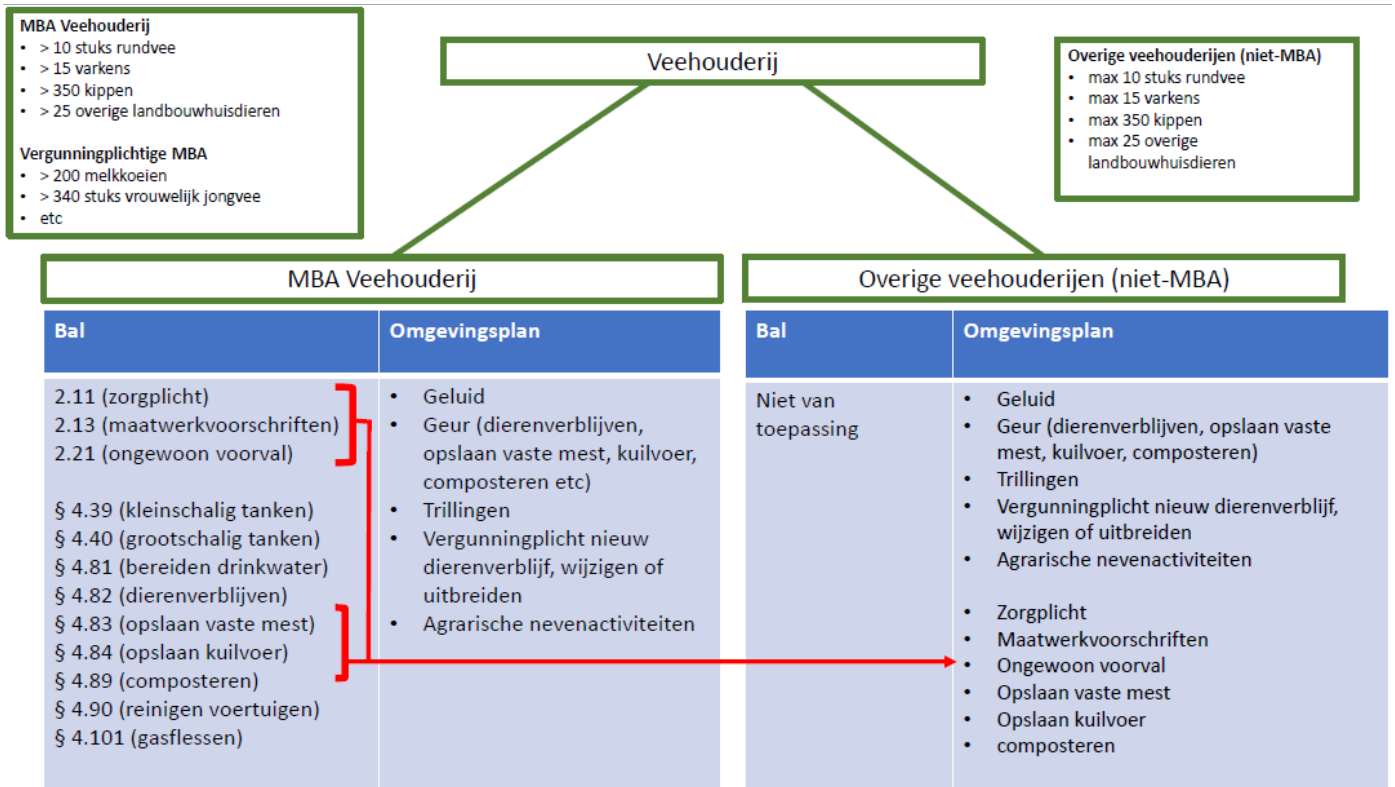 MBA Veehouderij
• > 10 stuks rundvee
• > 15 varkens
• > 350 kippen
• > 25 overige landbouwhuisdieren
Vergunningplichtige MBA
• > 200 melkkoeien
• > 340 stuks vrouwelijk jongvee
• etc
Veehouderij
Overige veehouderijen (niet-MBA)
• max 10 stuks rundvee
• max 15 varkens
• max 350 kippen
• max 25 overige
landbouwhuisdieren
MBA Veehouderij
Bal
Omgevingsplan
2.11 (zorgplicht)
2.13 (maatwerkvoorschriften)
2.21 (ongewoon voorval)
§ 4.39 (kleinschalig tanken)
§ 4.40 (grootschalig tanken)
§ 4.81 (bereiden drinkwater)
§ 4.82 (dierenverblijven)
§ 4.83 (opslaan vaste mest)
§ 4.84 (opslaan kuilvoer)
§ 4.89 (composteren)
§ 4.90 (reinigen voertuigen)
§ 4.101 (gasflessen)
• Geluid
• Geur (dierenverblijven,
opslaan vaste mest, kuilvoer,
composteren etc)
• Trillingen
• Vergunningplicht nieuw
dierenverblijf, wijzigen of
uitbreiden
• Agrarische nevenactiviteiten
Overige veehouderijen (niet-MBA)
Bal
Omgevingsplan
Niet van
toepassing
• Geluid
• Geur (dierenverblijven, opslaan vaste
mest, kuilvoer, composteren)
• Trillingen
• Vergunningplicht nieuw dierenverblijf,
wijzigen of uitbreiden
• Agrarische nevenactiviteiten
• Zorgplicht
• Maatwerkvoorschriften
• Ongewoon voorval
• Opslaan vaste mest
• Opslaan kuilvoer
• composteren